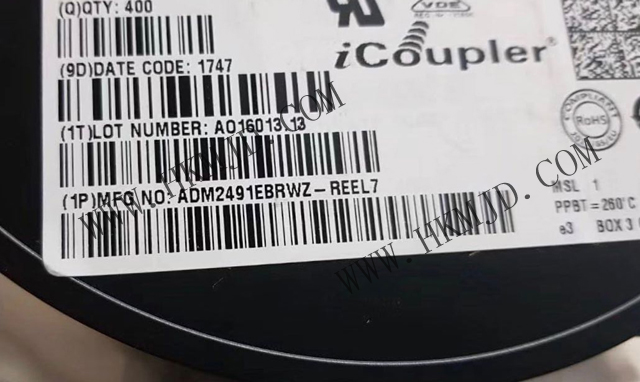 (Q)QTY: 400
VDE
iCoupler®
(9D)DATE CODE: 1747
(1T)LOT NUMBER: AO16013.13
COMPLIANT
RoHS
(1P)MFG NO: ADM2491EBRWZ-REEL7
MSL 1
PPBT=260°C
e3 BOX 3
WWW.HKMJD.COM
WWW.HKMJD.COM